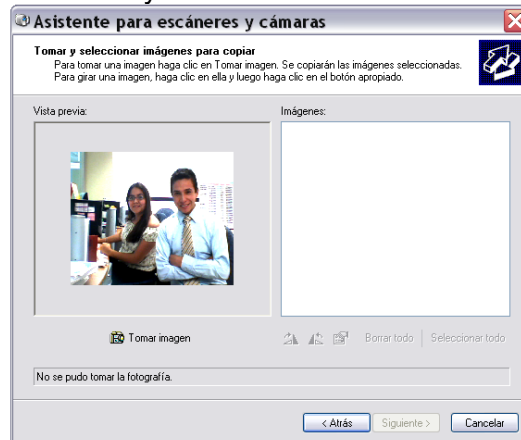 Asistente para escáneres y cámaras
Tomar y seleccionar imágenes para copiar
Para tomar una imagen haga clic en Tomar imagen. Se copiarán las imágenes seleccionadas.
Para girar una imagen, haga clic en ella y luego haga clic en el botón apropiado.
Vista previa:
Imágenes:
Tomar imagen
Borrar todo
Seleccionar todo
No se pudo tomar la fotografía.
< Atrás
Siguiente >
Cancelar